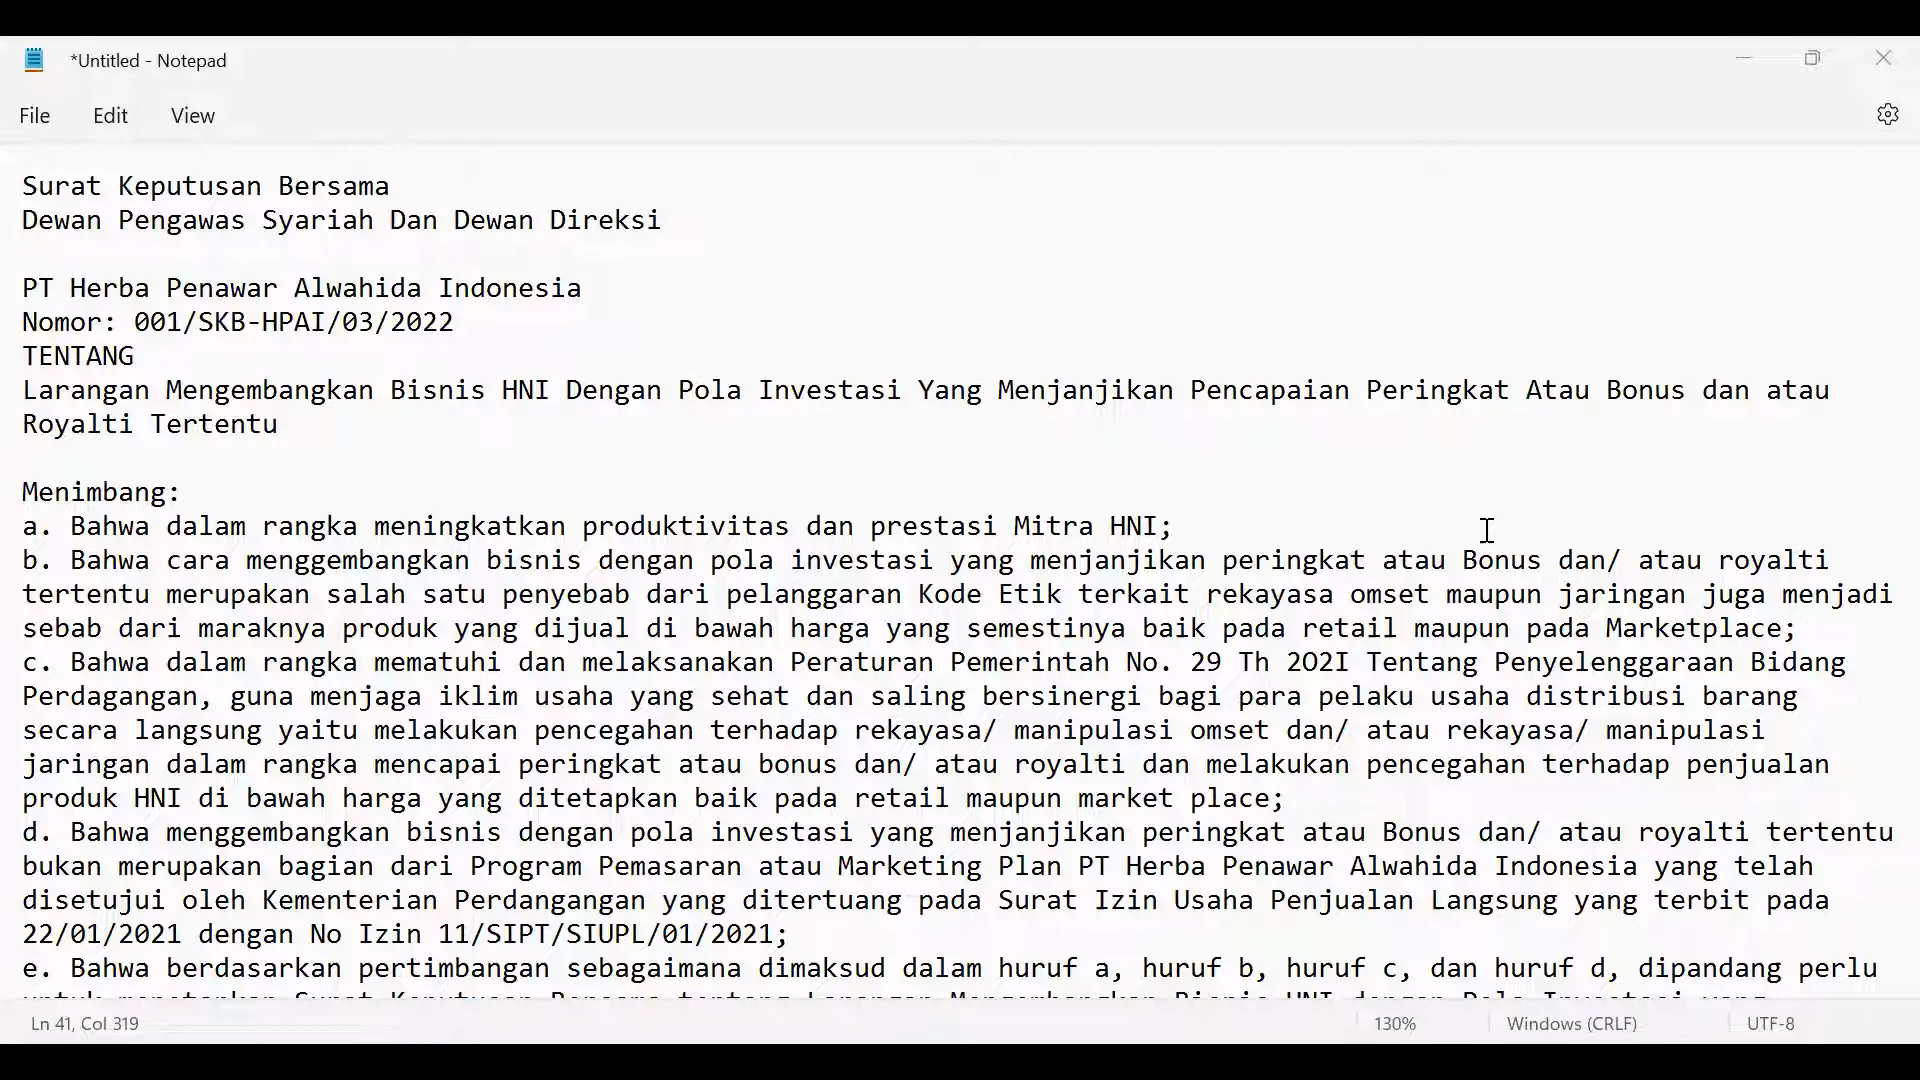 *Untitled - Notepad
File Edit View
Surat Keputusan Bersama
Dewan Pengawas Syariah Dan Dewan Direksi
PT Herba Penawar Alwahida Indonesia
Nomor: 001/SKB-HPAI/03/2022
TENTANG
Larangan Mengembangkan Bisnis HNI Dengan Pola Investasi Yang Menjanjikan Pencapaian Peringkat Atau Bonus dan atau
Royalti Tertentu
Menimbang:
a. Bahwa dalam rangka meningkatkan produktivitas dan prestasi Mitra HNI;
b. Bahwa cara menggembangkan bisnis dengan pola investasi yang menjanjikan peringkat atau Bonus dan/ atau royalti
tertentu merupakan salah satu penyebab dari pelanggaran Kode Etik terkait rekayasa omset maupun jaringan juga menjadi
sebab dari maraknya produk yang dijual di bawah harga yang semestinya baik pada retail maupun pada Marketplace;
c. Bahwa dalam rangka mematuhi dan melaksanakan Peraturan Pemerintah No. 29 Th 2O2I Tentang Penyelenggaraan Bidang
Perdagangan, guna menjaga iklim usaha yang sehat dan saling bersinergi bagi para pelaku usaha distribusi barang
secara langsung yaitu melakukan pencegahan terhadap rekayasa/ manipulasi omset dan/ atau rekayasa/ manipulasi
jaringan dalam rangka mencapai peringkat atau bonus dan/ atau royalti dan melakukan pencegahan terhadap penjualan
produk HNI di bawah harga yang ditetapkan baik pada retail maupun market place;
d. Bahwa menggembangkan bisnis dengan pola investasi yang menjanjikan peringkat atau Bonus dan/ atau royalti tertentu
bukan merupakan bagian dari Program Pemasaran atau Marketing Plan PT Herba Penawar Alwahida Indonesia yang telah
disetujui oleh Kementerian Perdangangan yang ditertuang pada Surat Izin Usaha Penjualan Langsung yang terbit pada
22/01/2021 dengan No Izin 11/SIPT/SIUPL/01/2021;
e. Bahwa berdasarkan pertimbangan sebagaimana dimaksud dalam huruf a, huruf b, huruf c, dan huruf d, dipandang perlu
Ln 41, Col 319 130% Windows (CRLF) UTF-8